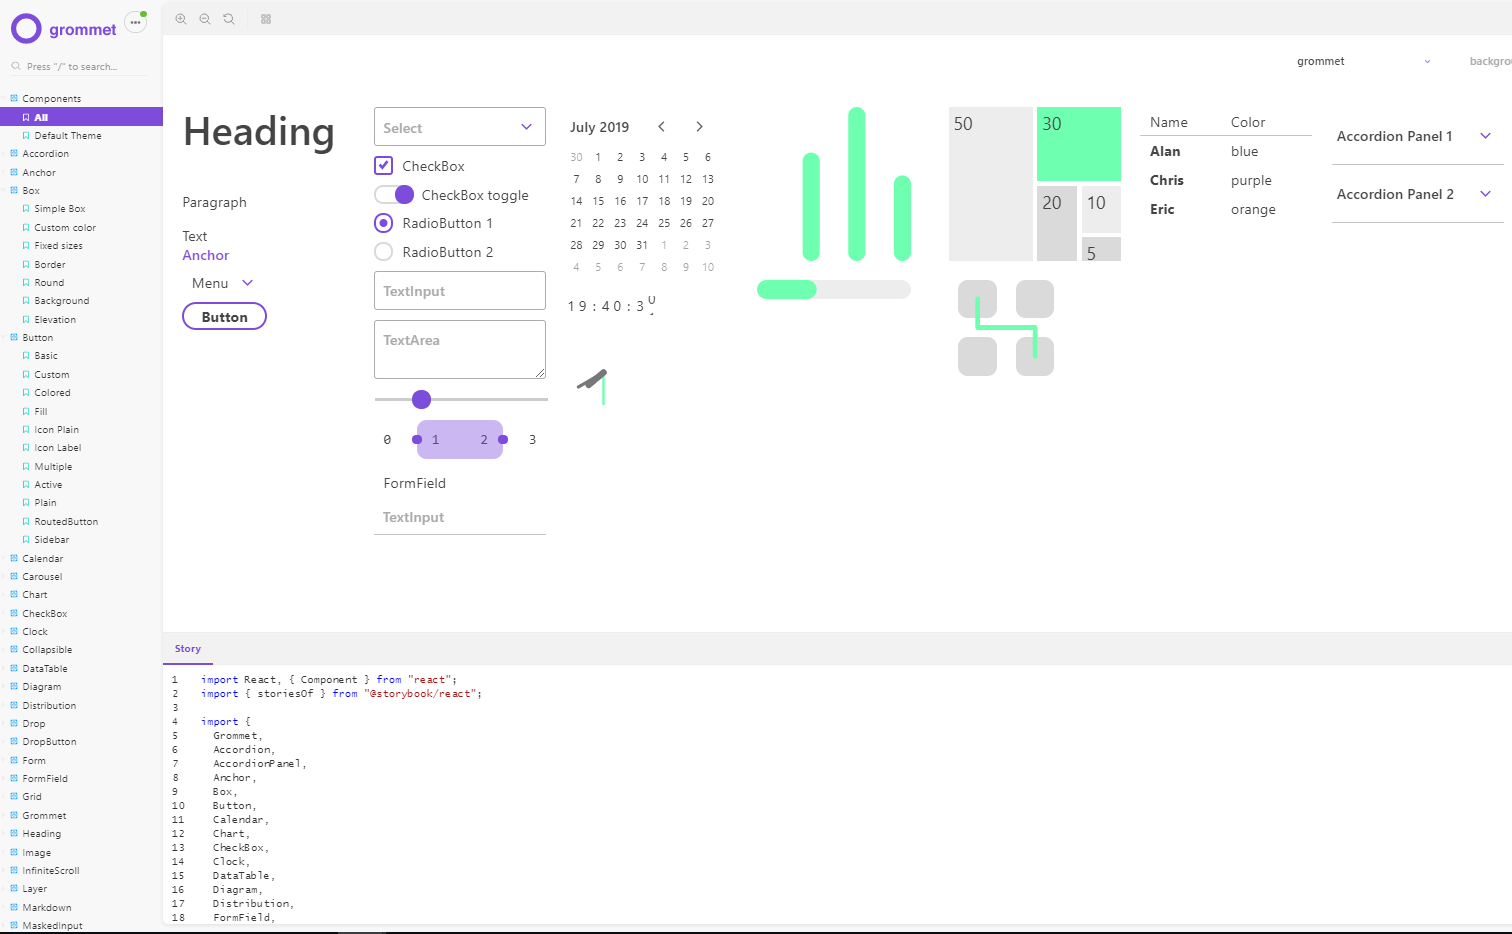 grommet
Press "/" to search...
Components
All
Default Theme
Accordion
Anchor
Box
Simple Box
Custom color
Fixed sizes
Border
Round
Background
Elevation
Button
Basic
Custom
Colored
Fill
Icon Plain
Icon Label
Multiple
Active
Plain
RoutedButton
Sidebar
Calendar
Carousel
Chart
CheckBox
Clock
Collapsible
DataTable
Diagram
Distribution
Drop
DropButton
Form
FormField
Grid
Grommet
Heading
Image
InfiniteScroll
Layer
Markdown
MaskedInput
grommet
backgrou
Heading
Paragraph
Text
Anchor
Menu
Button
Select
CheckBox
CheckBox toggle
RadioButton 1
RadioButton 2
TextInput
TextArea
0 1 2 3
FormField
TextInput
July 2019
30 1 2 3 4 5 6
7 8 9 10 11 12 13
14 15 16 17 18 19 20
21 22 23 24 25 26 27
28 29 30 31 1 2 3
4 5 6 7 8 9 10
19:40:3
50
30
20
10
5
Name Color
Alan blue
Chris purple
Eric orange
Accordion Panel 1
Accordion Panel 2
Story
1 import React, { Component } from "react";
2 import { storiesOf } from "@storybook/react";
3
4 import {
5 Grommet,
6 Accordion,
7 AccordionPanel,
8 Anchor,
9 Box,
10 Button,
11 Calendar,
12 Chart,
13 CheckBox,
14 Clock,
15 DataTable,
16 Diagram,
17 Distribution,
18 FormField,